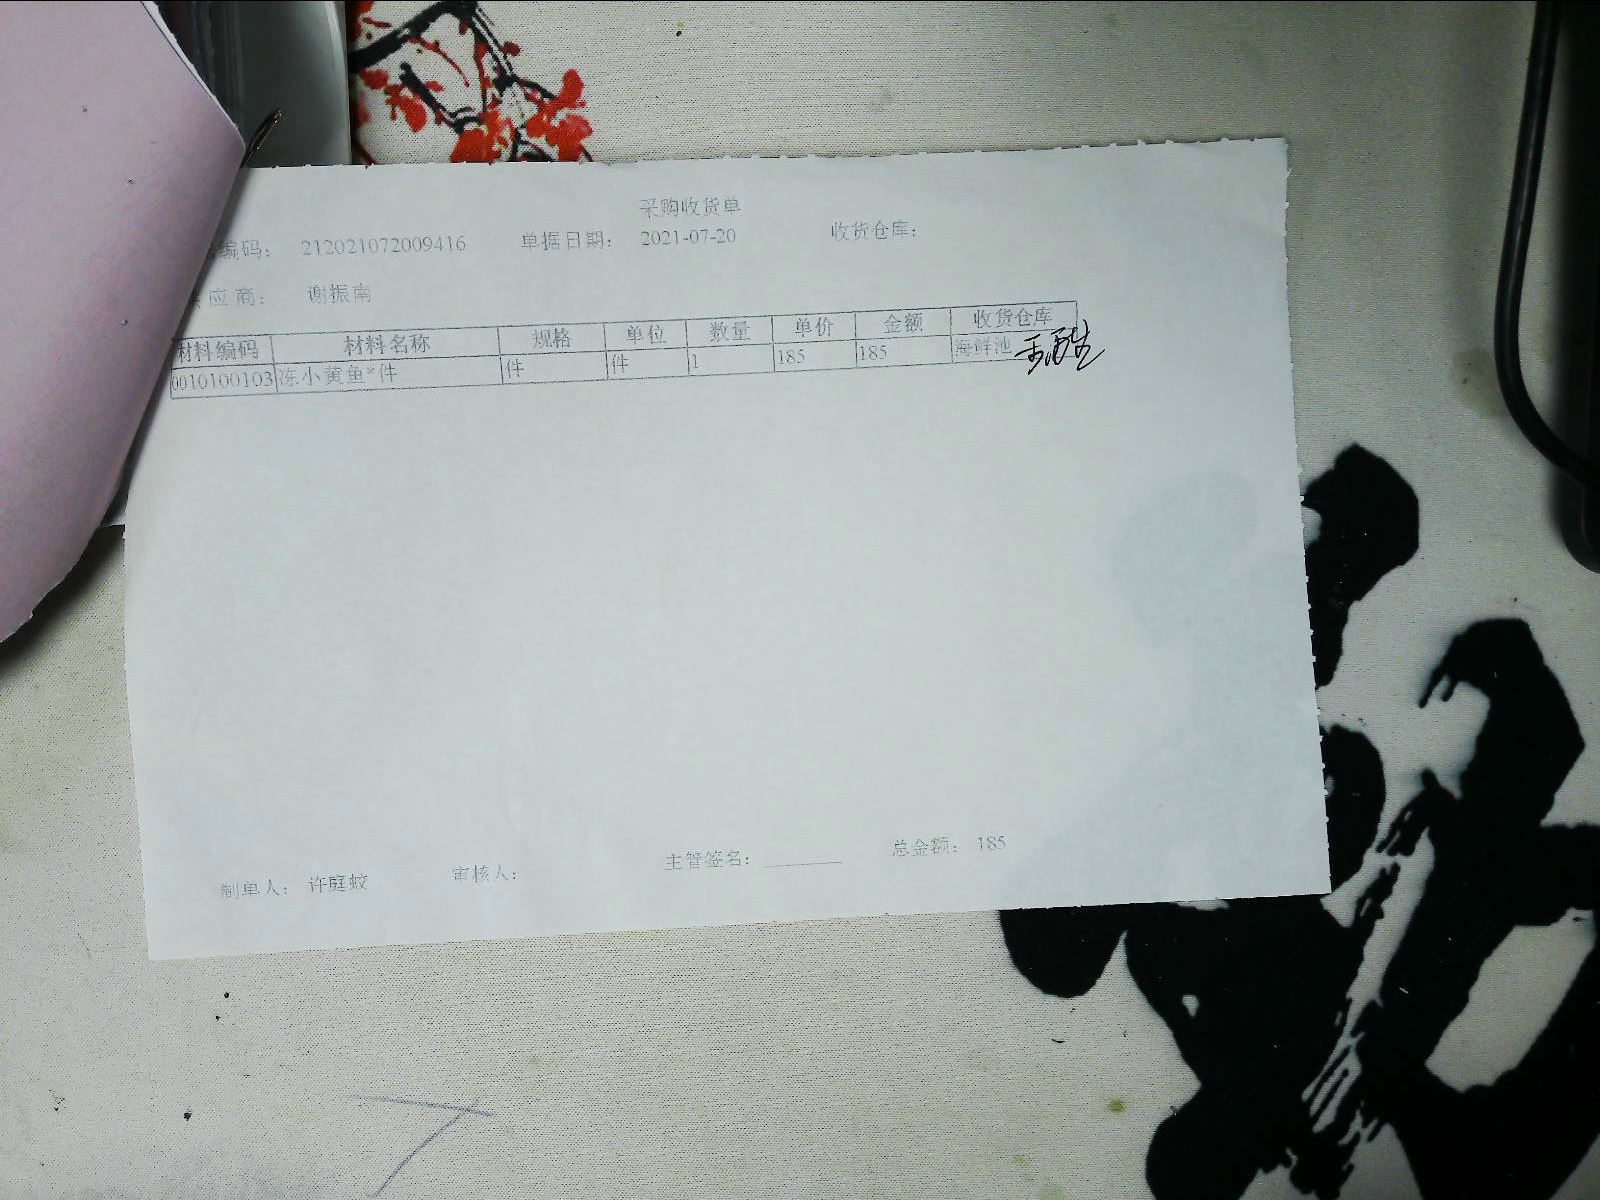 采购收货单
编码： 212021072009416 单据日期： 2021-07-20 收货仓库：
应商： 谢振南
材料编码 材料名称 规格 单位 数量 单价 金额 收货仓库
0010100103 冻小黄鱼*件 件 件 1 185 185 海鲜池
制单人： 许庭蛟 审核人： 主管签名： 总金额： 185